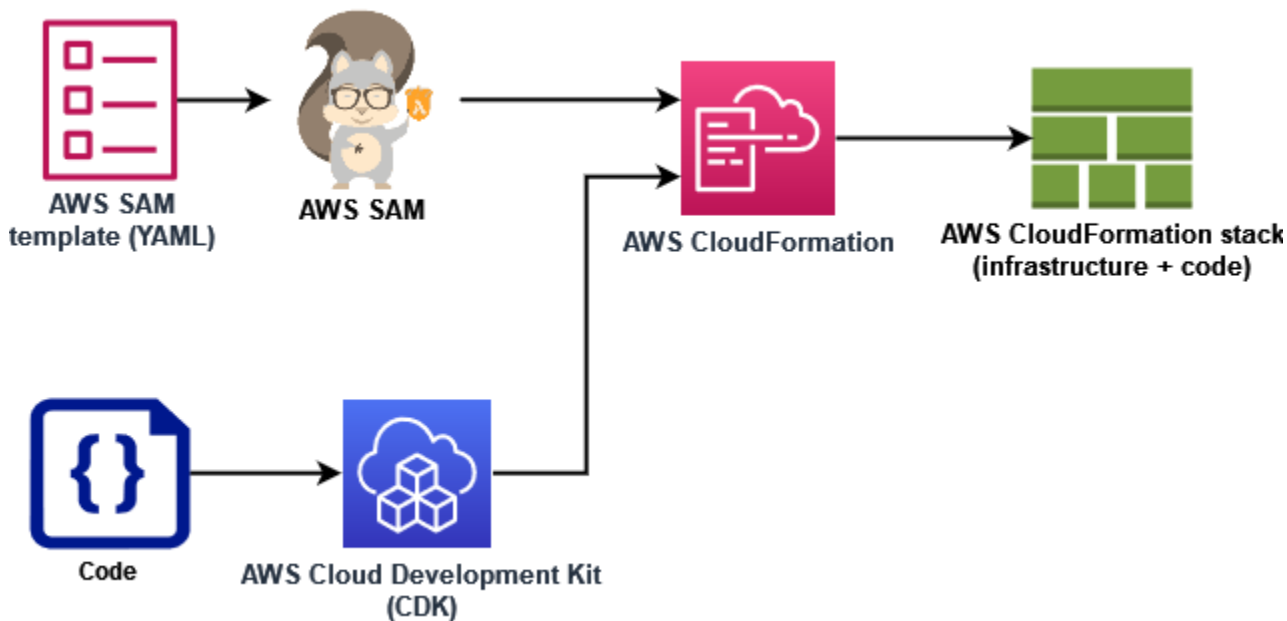 AWS SAM
template (YAML)
AWS SAM
AWS CloudFormation
AWS CloudFormation stack
(infrastructure + code)
{ }
Code
AWS Cloud Development Kit
(CDK)